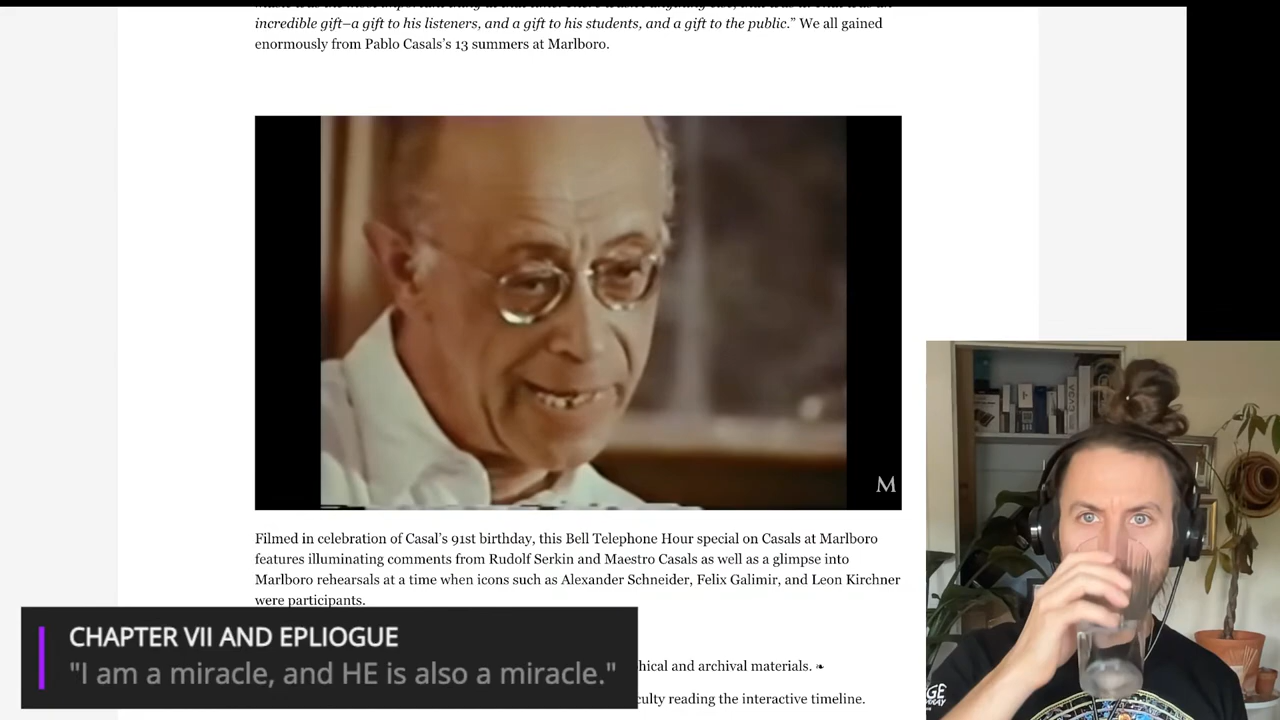 incredible gift–a gift to his listeners, and a gift to his students, and a gift to the public.” We all gained
enormously from Pablo Casals’s 13 summers at Marlboro.
M
Filmed in celebration of Casal’s 91st birthday, this Bell Telephone Hour special on Casals at Marlboro
features illuminating comments from Rudolf Serkin and Maestro Casals as well as a glimpse into
Marlboro rehearsals at a time when icons such as Alexander Schneider, Felix Galimir, and Leon Kirchner
were participants.
CHAPTER VII AND EPLIOGUE
"I am a miracle, and HE is also a miracle."
hical and archival materials. ❧
culty reading the interactive timeline.